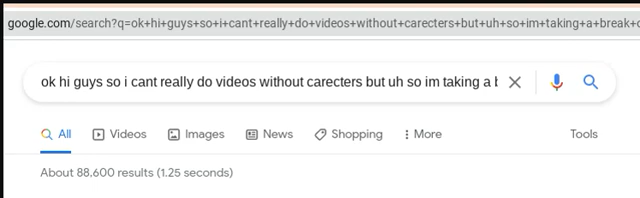 google.com/search?q=ok+hi+guys+so+i+cant+really+do+videos+without+carecters+but+uh+so+im+taking+a+break+
ok hi guys so i cant really do videos without carecters but uh so im taking a b
All Videos Images News Shopping More Tools
About 88,600 results (1.25 seconds)